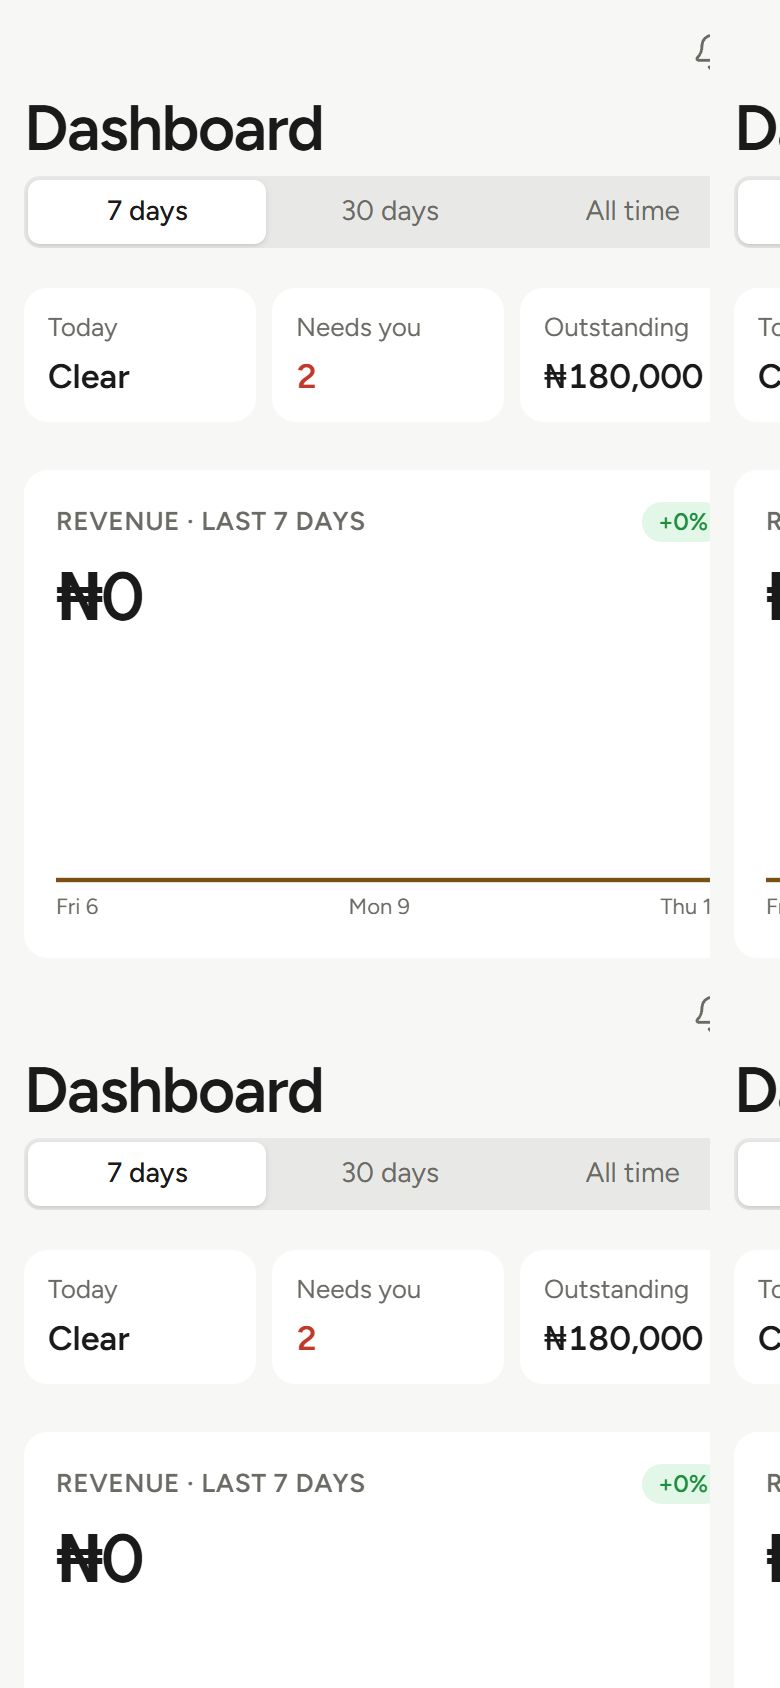 Dashboard
7 days 30 days All time
Today Needs you Outstanding
Clear 2 ₦180,000
REVENUE · LAST 7 DAYS +0%
₦0
Fri 6 Mon 9 Thu 1
Dashboard
7 days 30 days All time
Today Needs you Outstanding
Clear 2 ₦180,000
REVENUE · LAST 7 DAYS +0%
₦0